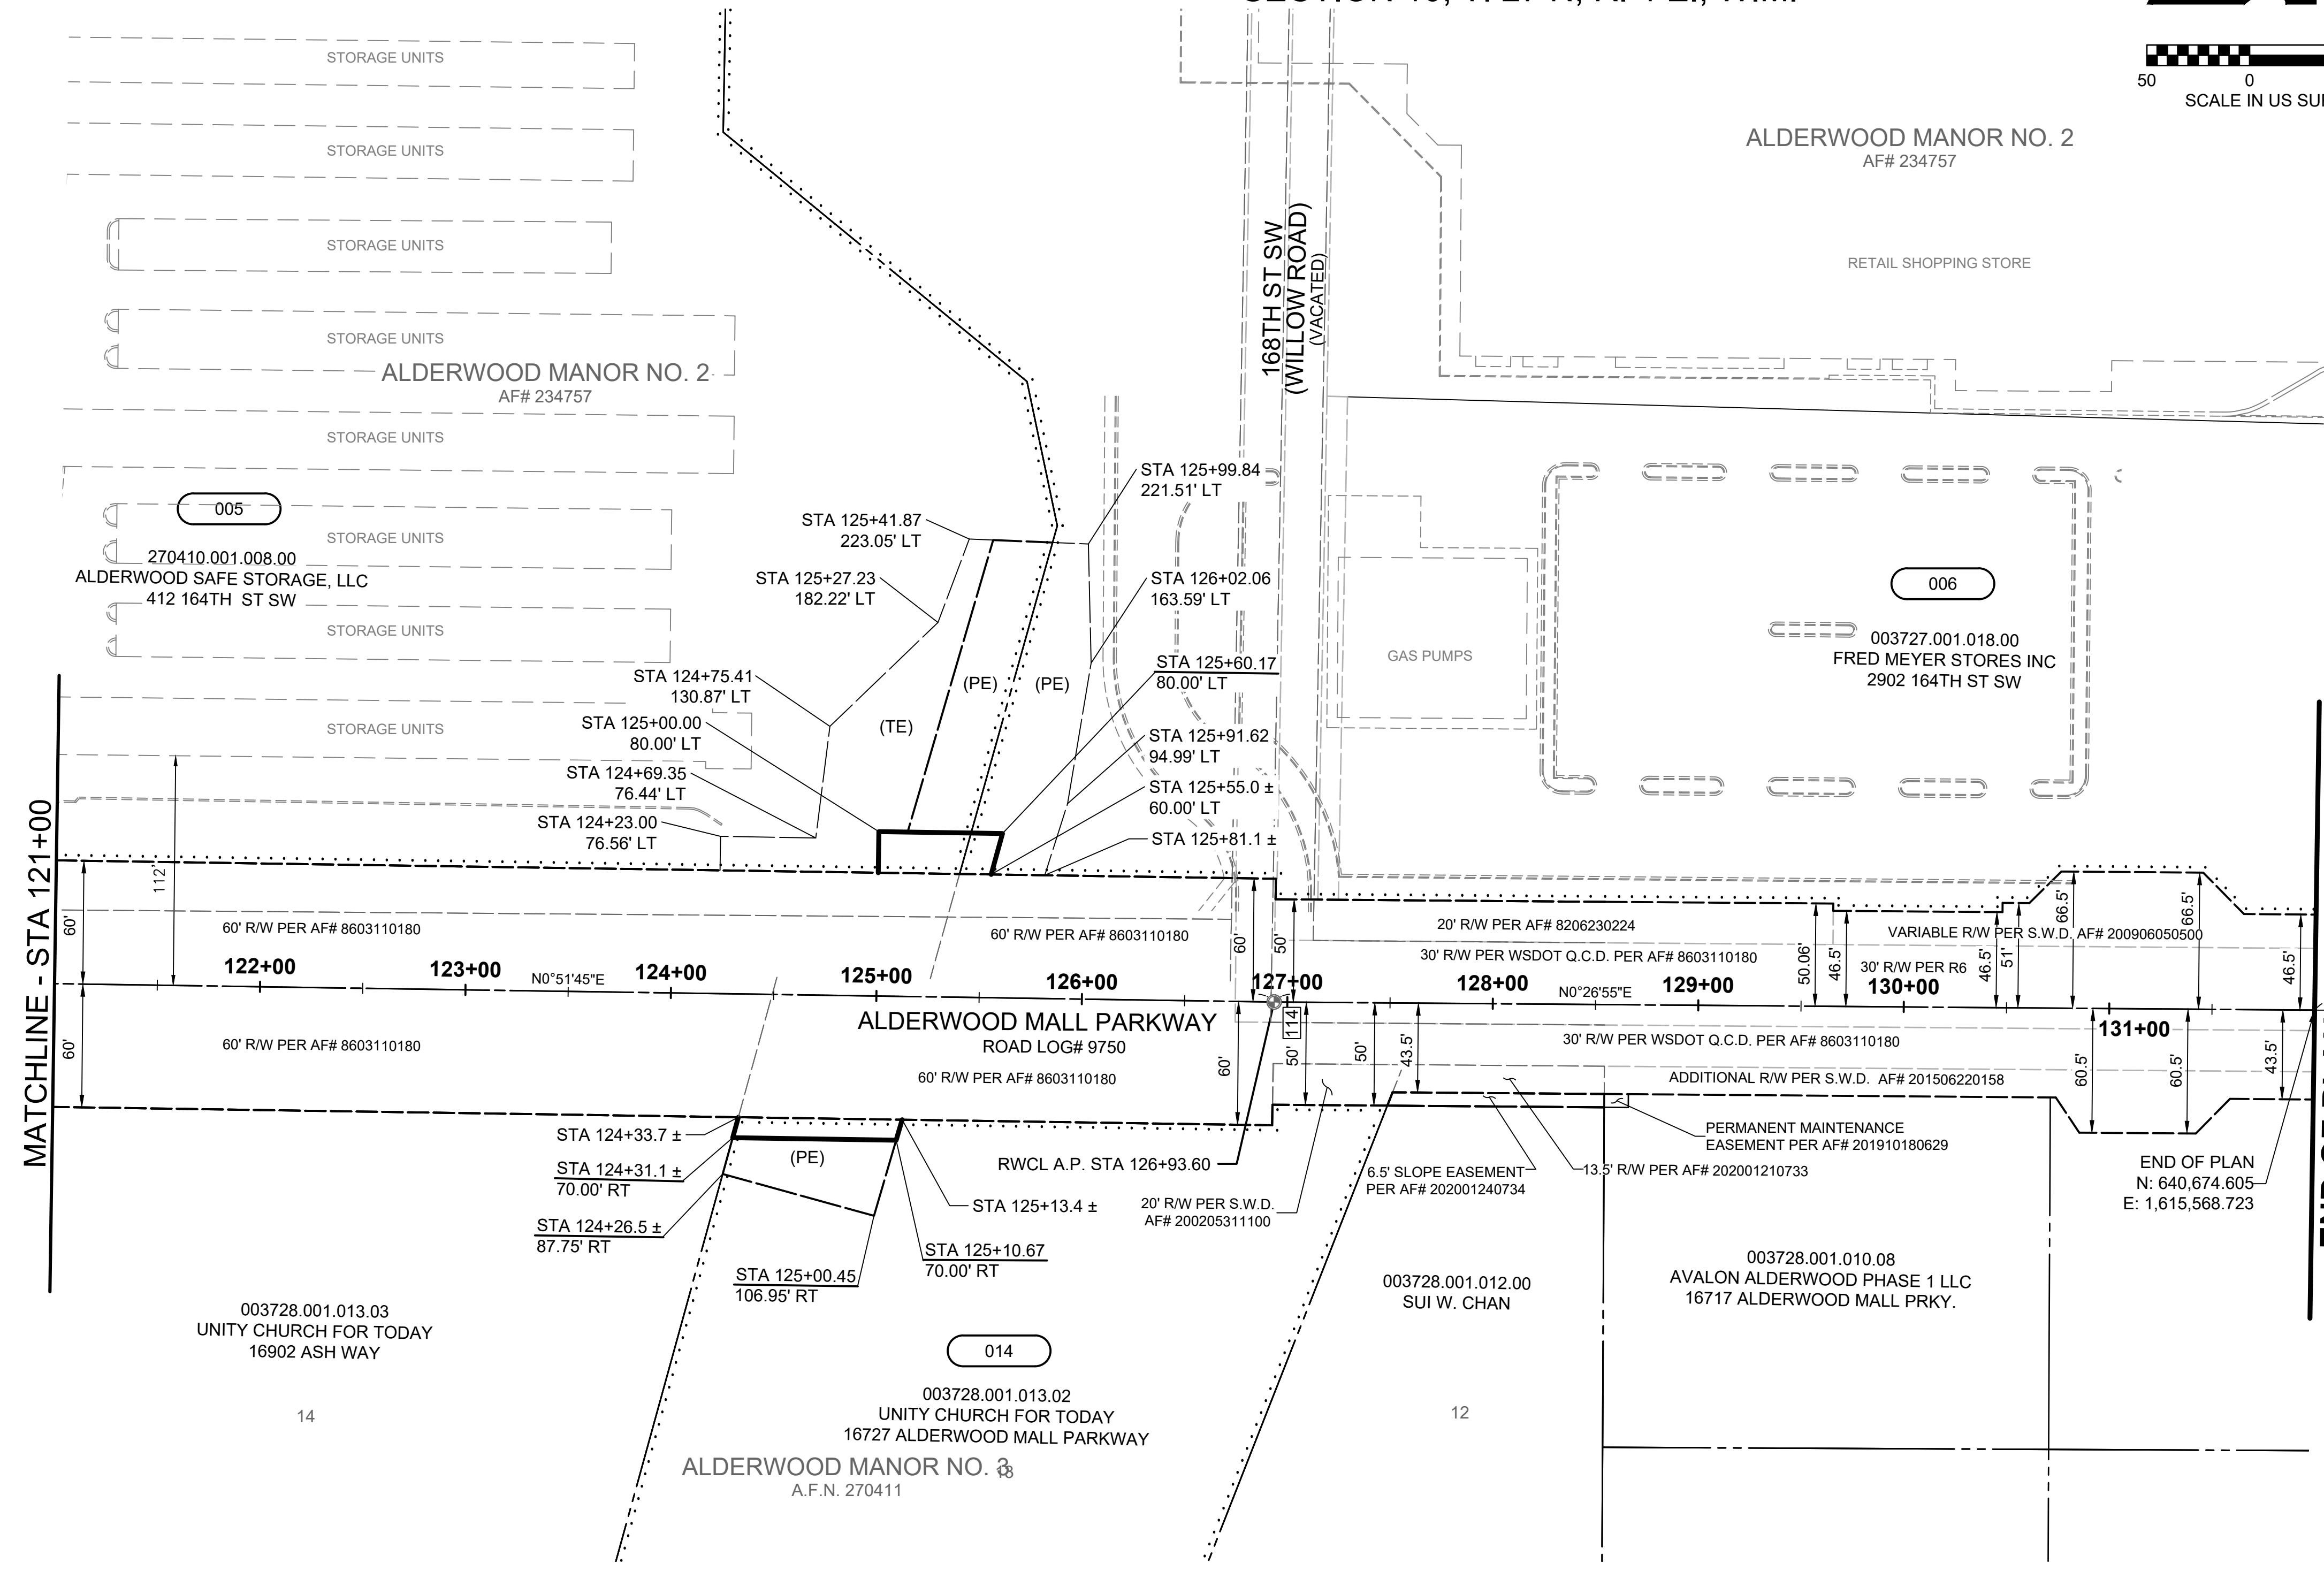 50
0
ALDERWOOD MANOR NO. 2
AF# 234757
RETAIL SHOPPING STORE
STORAGE UNITS
STORAGE UNITS
STORAGE UNITS
STORAGE UNITS
ALDERWOOD MANOR NO. 2
AF# 234757
STORAGE UNITS
STORAGE UNITS
STORAGE UNITS
STORAGE UNITS
168TH ST SW
(WILLOW ROAD)
(VACATED)
005
270410.001.008.00
ALDERWOOD SAFE STORAGE, LLC
412 164TH ST SW
STA 125+99.84
221.51' LT
STA 125+41.87
223.05' LT
STA 125+27.23
182.22' LT
STA 126+02.06
163.59' LT
STA 124+75.41
130.87' LT
STA 125+60.17
80.00' LT
STA 125+00.00
80.00' LT
STA 125+91.62
94.99' LT
STA 124+69.35
76.44' LT
STA 125+55.0 ±
60.00' LT
STA 124+23.00
76.56' LT
STA 125+81.1 ±
(PE)
(PE)
(TE)
GAS PUMPS
006
003727.001.018.00
FRED MEYER STORES INC
2902 164TH ST SW
MATCHLINE - STA 121+00
60'
112'
60'
60' R/W PER AF# 8603110180
60' R/W PER AF# 8603110180
60'
50'
20' R/W PER AF# 8206230224
30' R/W PER WSDOT Q.C.D. PER AF# 8603110180
50.06'
46.5'
30' R/W PER R6
VARIABLE R/W PER S.W.D. AF# 200906050500
46.5'
51'
66.5'
66.5'
46.5'
122+00
123+00
N0°51'45"E
124+00
125+00
126+00
127+00
128+00
N0°26'55"E
129+00
130+00
131+00
ALDERWOOD MALL PARKWAY
ROAD LOG# 9750
60' R/W PER AF# 8603110180
60' R/W PER AF# 8603110180
60'
114
50'
50'
43.5'
30' R/W PER WSDOT Q.C.D. PER AF# 8603110180
ADDITIONAL R/W PER S.W.D. AF# 201506220158
60.5'
60.5'
43.5'
STA 124+33.7 ±
STA 124+31.1 ±
70.00' RT
STA 124+26.5 ±
87.75' RT
(PE)
STA 125+00.45
106.95' RT
STA 125+13.4 ±
STA 125+10.67
70.00' RT
RWCL A.P. STA 126+93.60
20' R/W PER S.W.D.
AF# 200205311100
6.5' SLOPE EASEMENT
PER AF# 202001240734
13.5' R/W PER AF# 202001210733
PERMANENT MAINTENANCE
EASEMENT PER AF# 201910180629
END OF PLAN
N: 640,674.605
E: 1,615,568.723
003728.001.013.03
UNITY CHURCH FOR TODAY
16902 ASH WAY
14
014
003728.001.013.02
UNITY CHURCH FOR TODAY
16727 ALDERWOOD MALL PARKWAY
ALDERWOOD MANOR NO. 3
A.F.N. 270411
003728.001.012.00
SUI W. CHAN
12
003728.001.010.08
AVALON ALDERWOOD PHASE 1 LLC
16717 ALDERWOOD MALL PRKY.
SCALE IN US